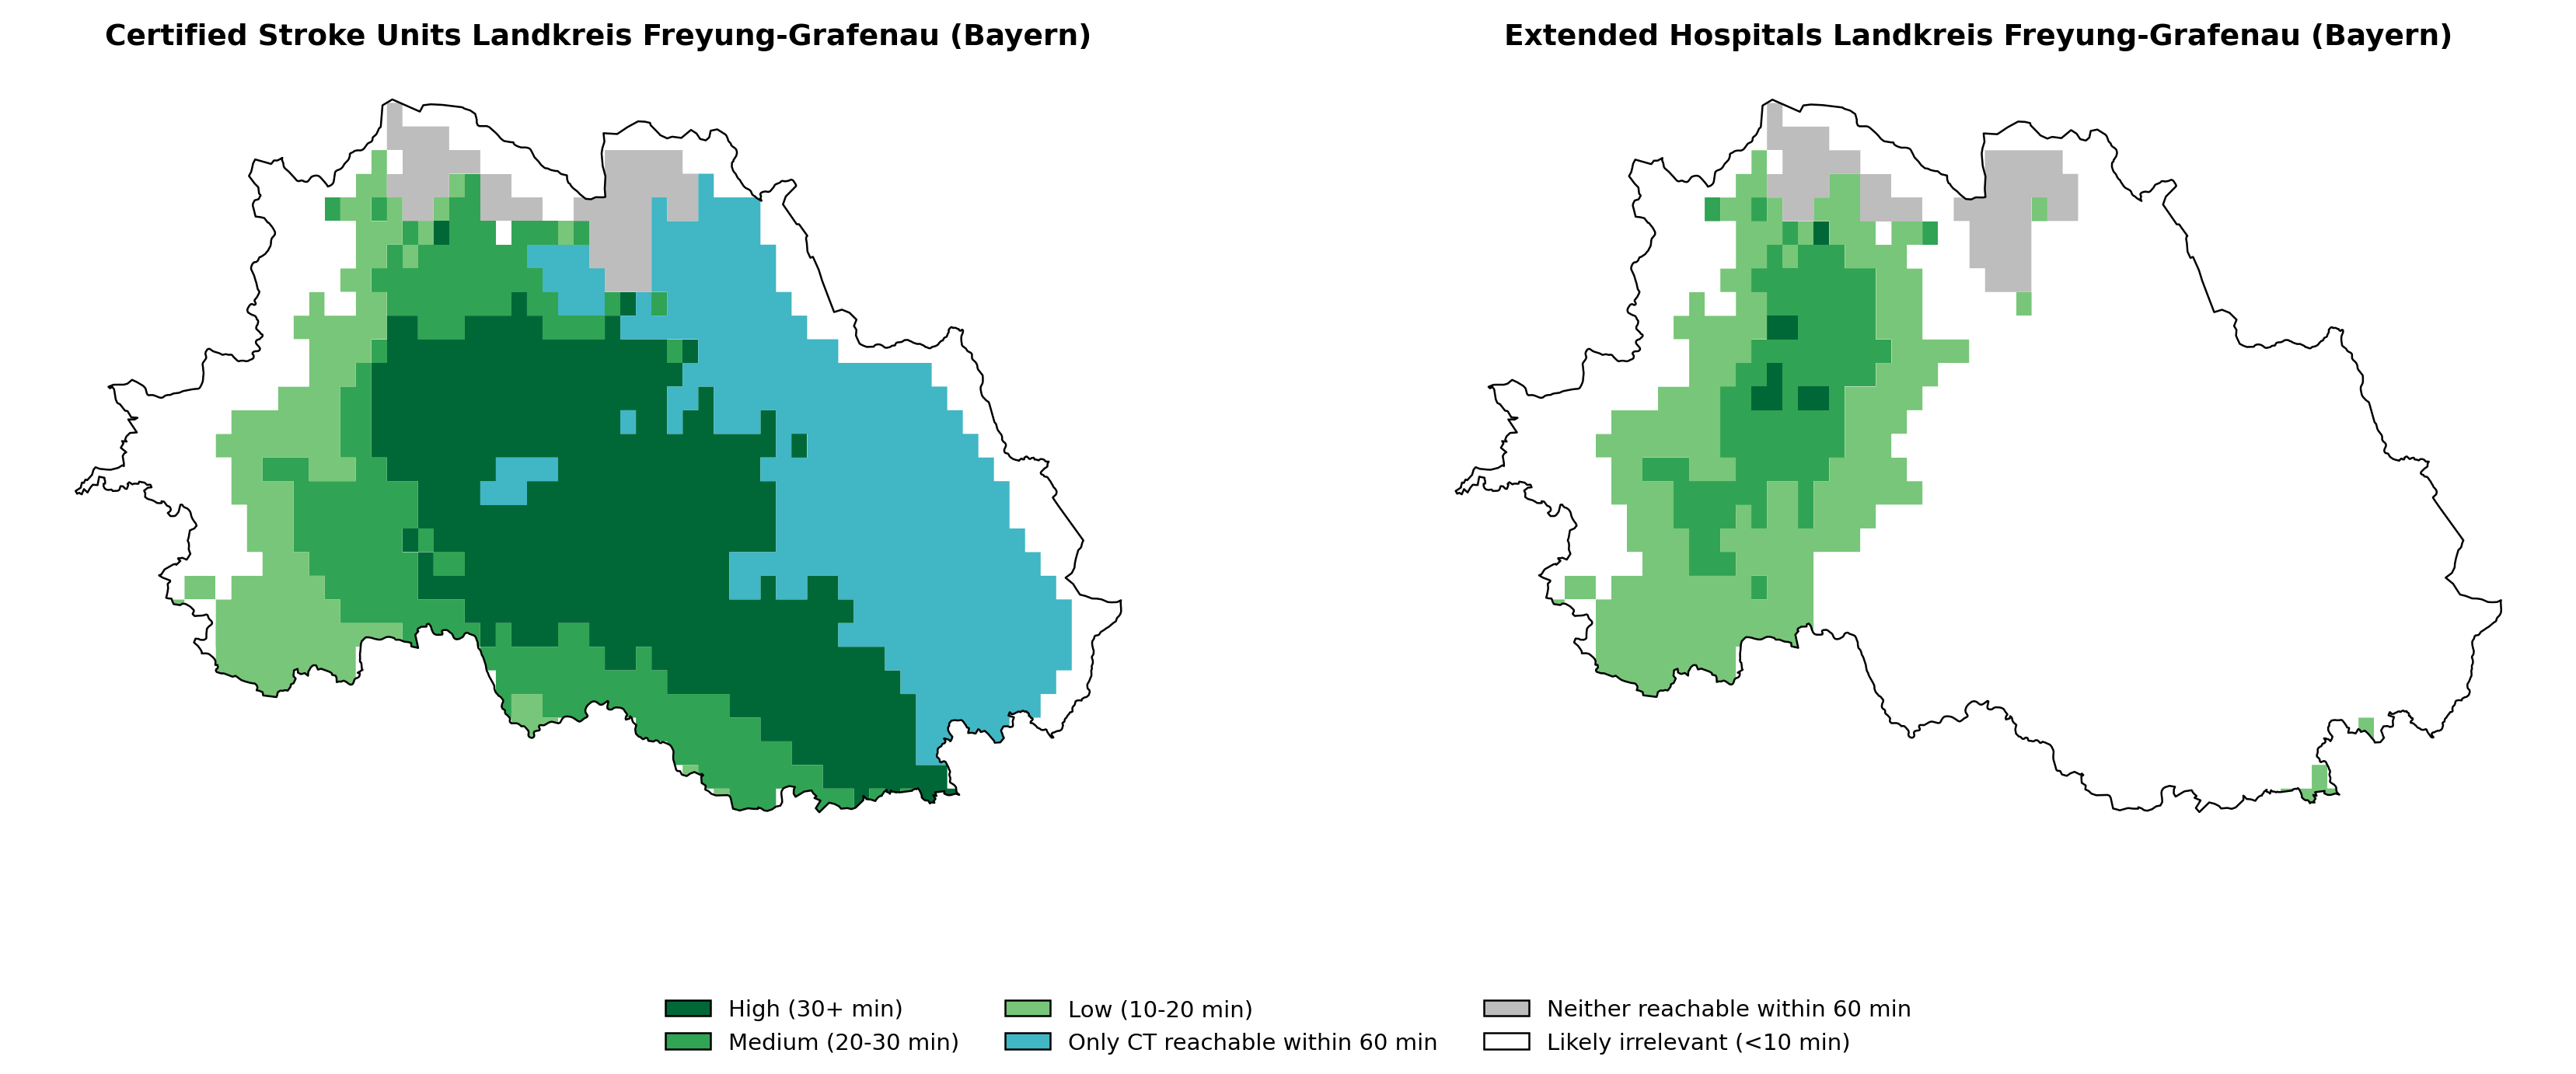 Certified Stroke Units Landkreis Freyung-Grafenau (Bayern)
Extended Hospitals Landkreis Freyung-Grafenau (Bayern)
High (30+ min)
Medium (20-30 min)
Low (10-20 min)
Only CT reachable within 60 min
Neither reachable within 60 min
Likely irrelevant (<10 min)